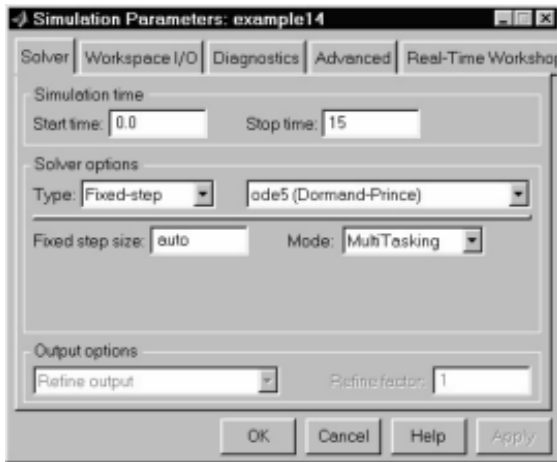 Simulation Parameters: example14
Solver Workspace I/O Diagnostics Advanced Real-Time Workshop
Simulation time
Start time: 0.0 Stop time: 15
Solver options
Type: Fixed-step ode5 (Dormand-Prince)
Fixed step size: auto Mode: MultiTasking
Output options
Refine output Refine factor: 1
OK Cancel Help Apply